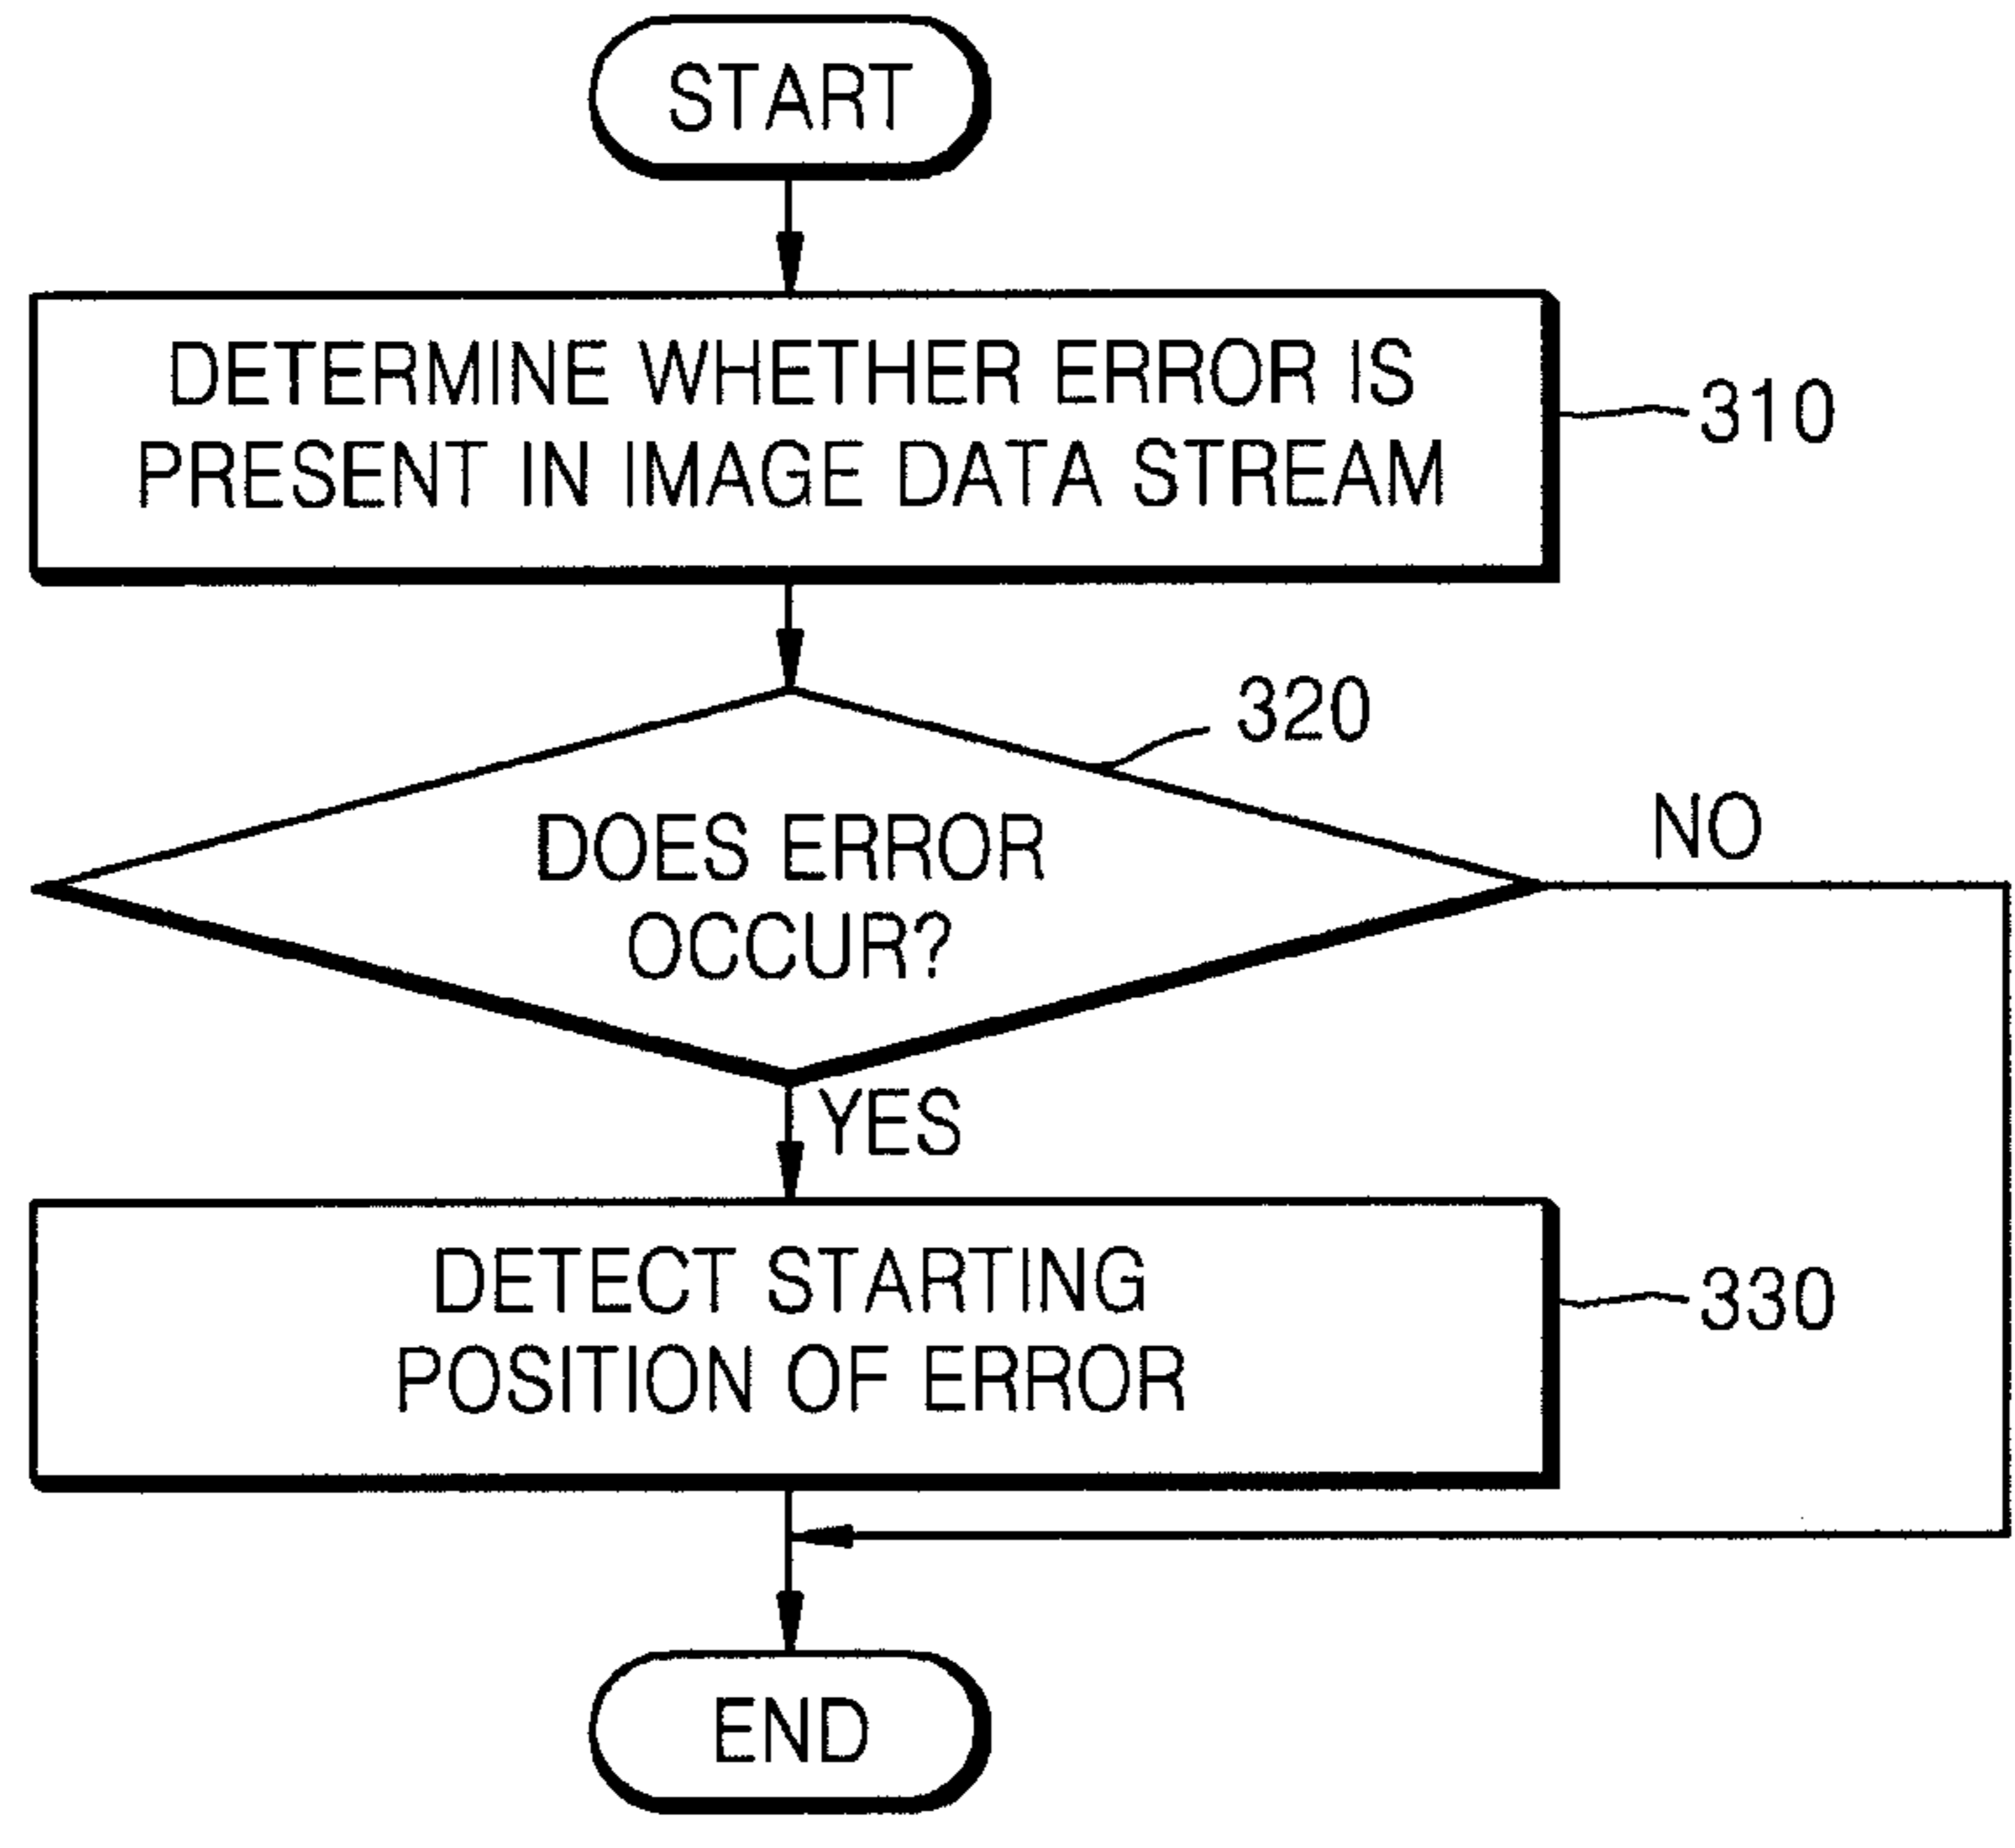 START
DETERMINE WHETHER ERROR IS
PRESENT IN IMAGE DATA STREAM
310
320
DOES ERROR
OCCUR?
NO
YES
DETECT STARTING
POSITION OF ERROR
330
END